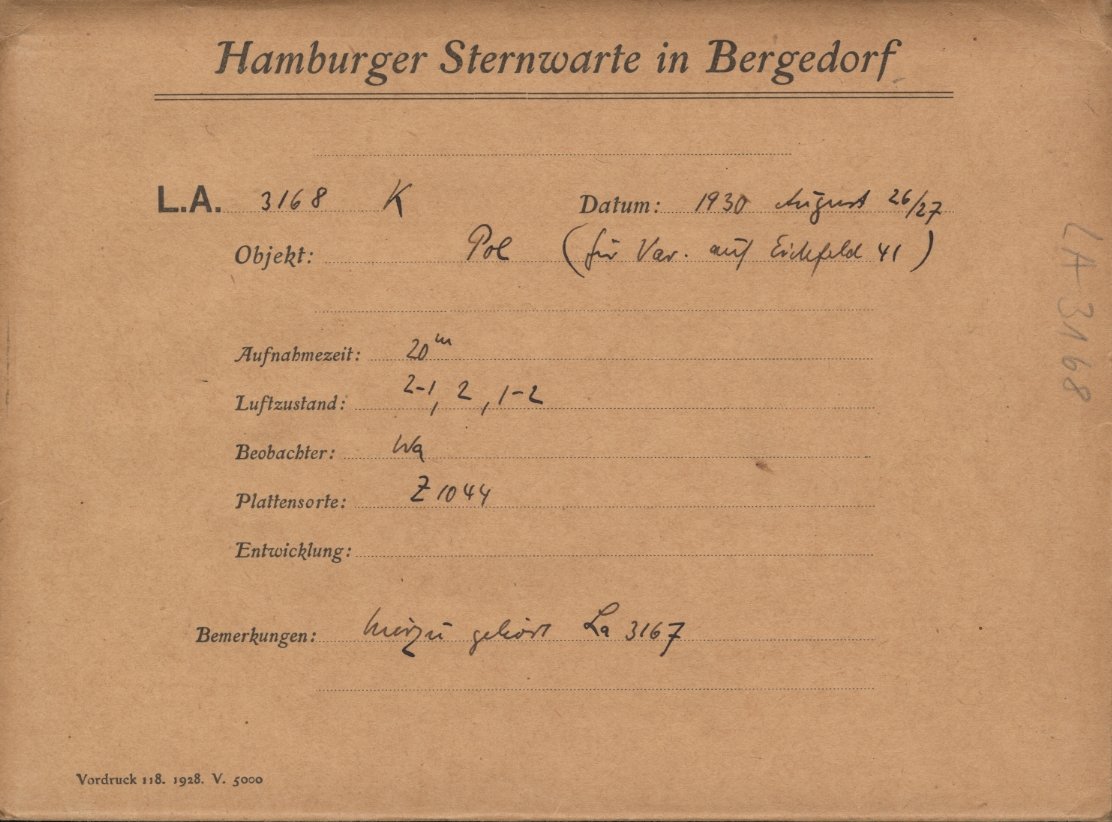 Hamburger Sternwarte in Bergedorf
L.A. 3168 K Datum: 1930 August 26/27
Objekt: Pol (für Var. auf Eichfeld 41)
Aufnahmezeit: 20ᵐ
Luftzustand: 2-1, 2, 1-2
Beobachter: Wa
Plattensorte: Z 1044
Entwicklung:
Bemerkungen: hierzu gehört La 3167
Vordruck 118. 1928. V. 5000
LA 3168